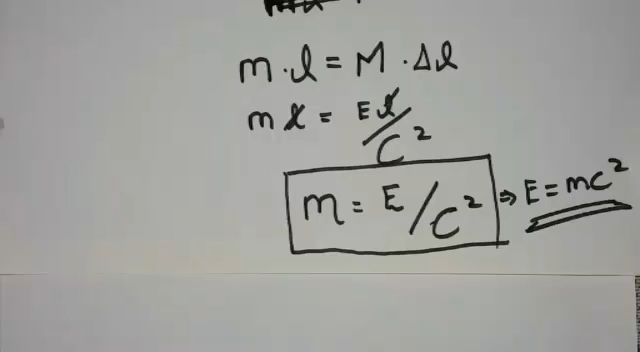 m · l = M · Δl
m l = E l / C²
m = E / C² ⇒ E = mc²